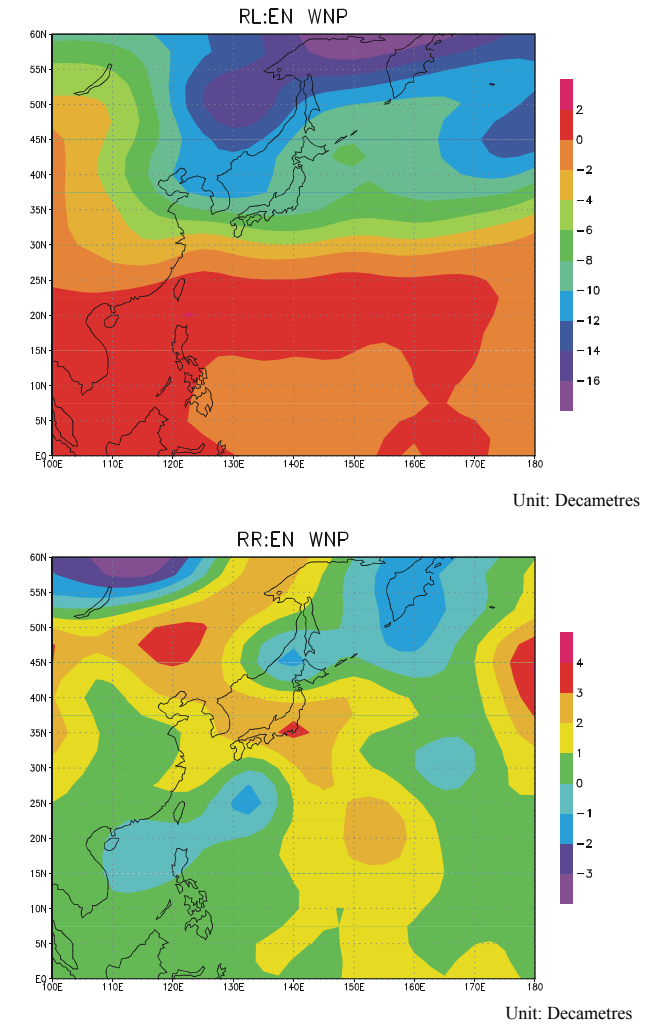 RL:EN WNP
60N
55N
50N
45N
40N
35N
30N
25N
20N
15N
10N
5N
EQ
100E 110E 120E 130E 140E 150E 160E 170E 180
2
0
−2
−4
−6
−8
−10
−12
−14
−16
Unit: Decametres
RR:EN WNP
60N
55N
50N
45N
40N
35N
30N
25N
20N
15N
10N
5N
EQ
100E 110E 120E 130E 140E 150E 160E 170E 180
4
3
2
1
0
−1
−2
−3
Unit: Decametres